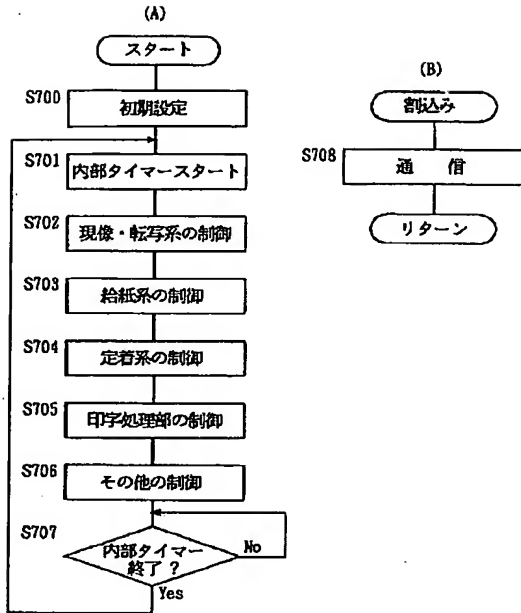 (A)
スタート
S700
初期設定
S701
内部タイマースタート
S702
現像・転写系の制御
S703
給紙系の制御
S704
定着系の制御
S705
印字処理部の制御
S706
その他の制御
S707
内部タイマー
終了?
No
Yes
(B)
割込み
S708
通 信
リターン